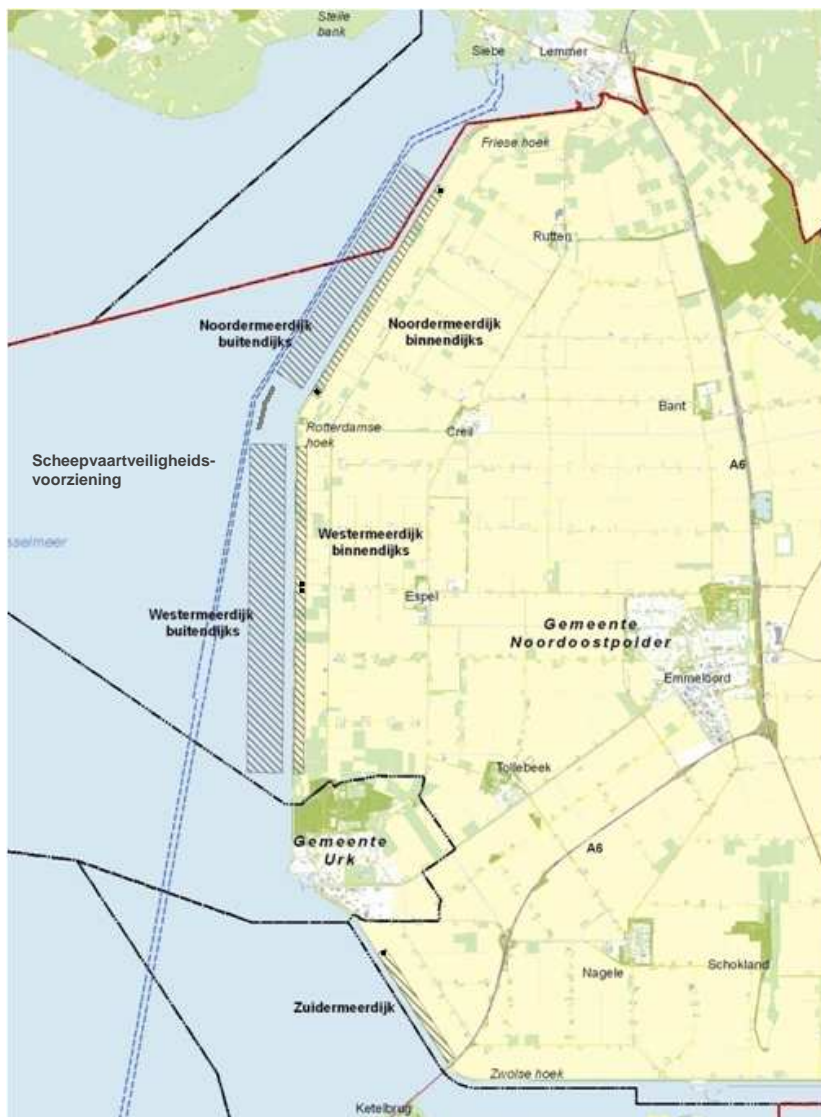 Steile
bank
Siebe
Lemmer
Friese hoek
Rutten
Noordermeerdijk
buitendijks
Noordermeerdijk
binnendijks
Bant
Rotterdamse
hoek
Creil
Scheepvaartveiligheids-
voorziening
A6
sselmeer
Westermeerdijk
binnendijks
Espel
Westermeerdijk
buitendijks
Gemeente
Noordoostpolder
Emmeloord
Tollebeek
Gemeente
Urk
A6
Nagele
Schokland
Zuidermeerdijk
Zwolse hoek
Ketelbrug